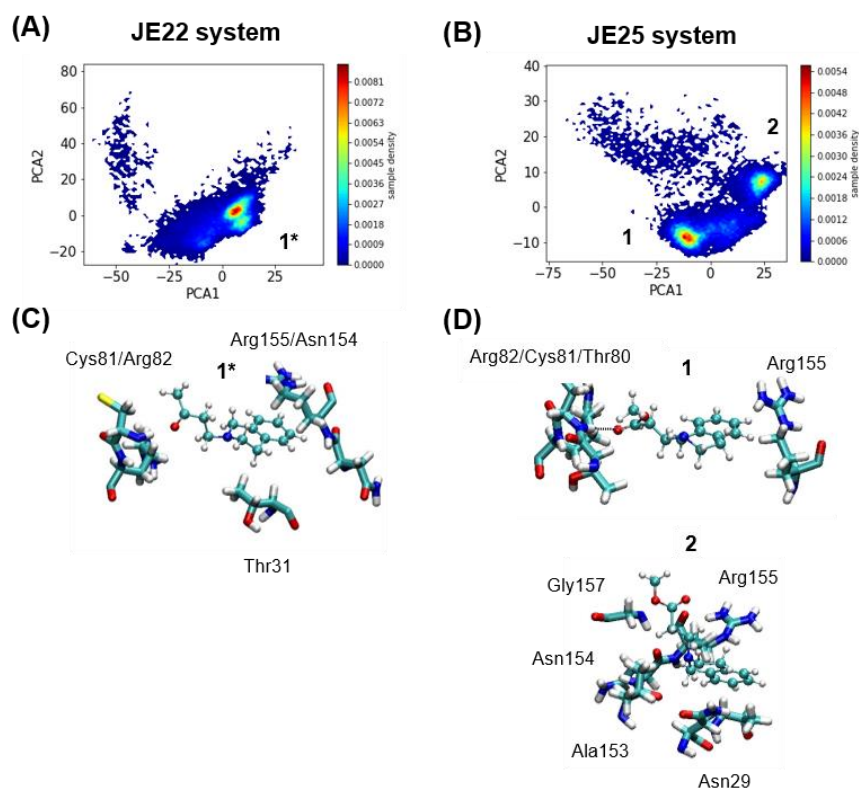 (A)
JE22 system
80
60
40
20
0
-20
PCA2
-50
0
50
PCA1
1*
0.0081
0.0072
0.0063
0.0054
0.0045
0.0036
0.0027
0.0018
0.0009
0.0000
sample density
(B)
JE25 system
40
30
20
10
0
-10
PCA2
-75
-50
-25
0
25
PCA1
1
2
0.0054
0.0048
0.0042
0.0036
0.0030
0.0024
0.0018
0.0012
0.0006
0.0000
sample density
(C)
Cys81/Arg82
1*
Arg155/Asn154
Thr31
(D)
Arg82/Cys81/Thr80
1
Arg155
2
Gly157
Arg155
Asn154
Ala153
Asn29